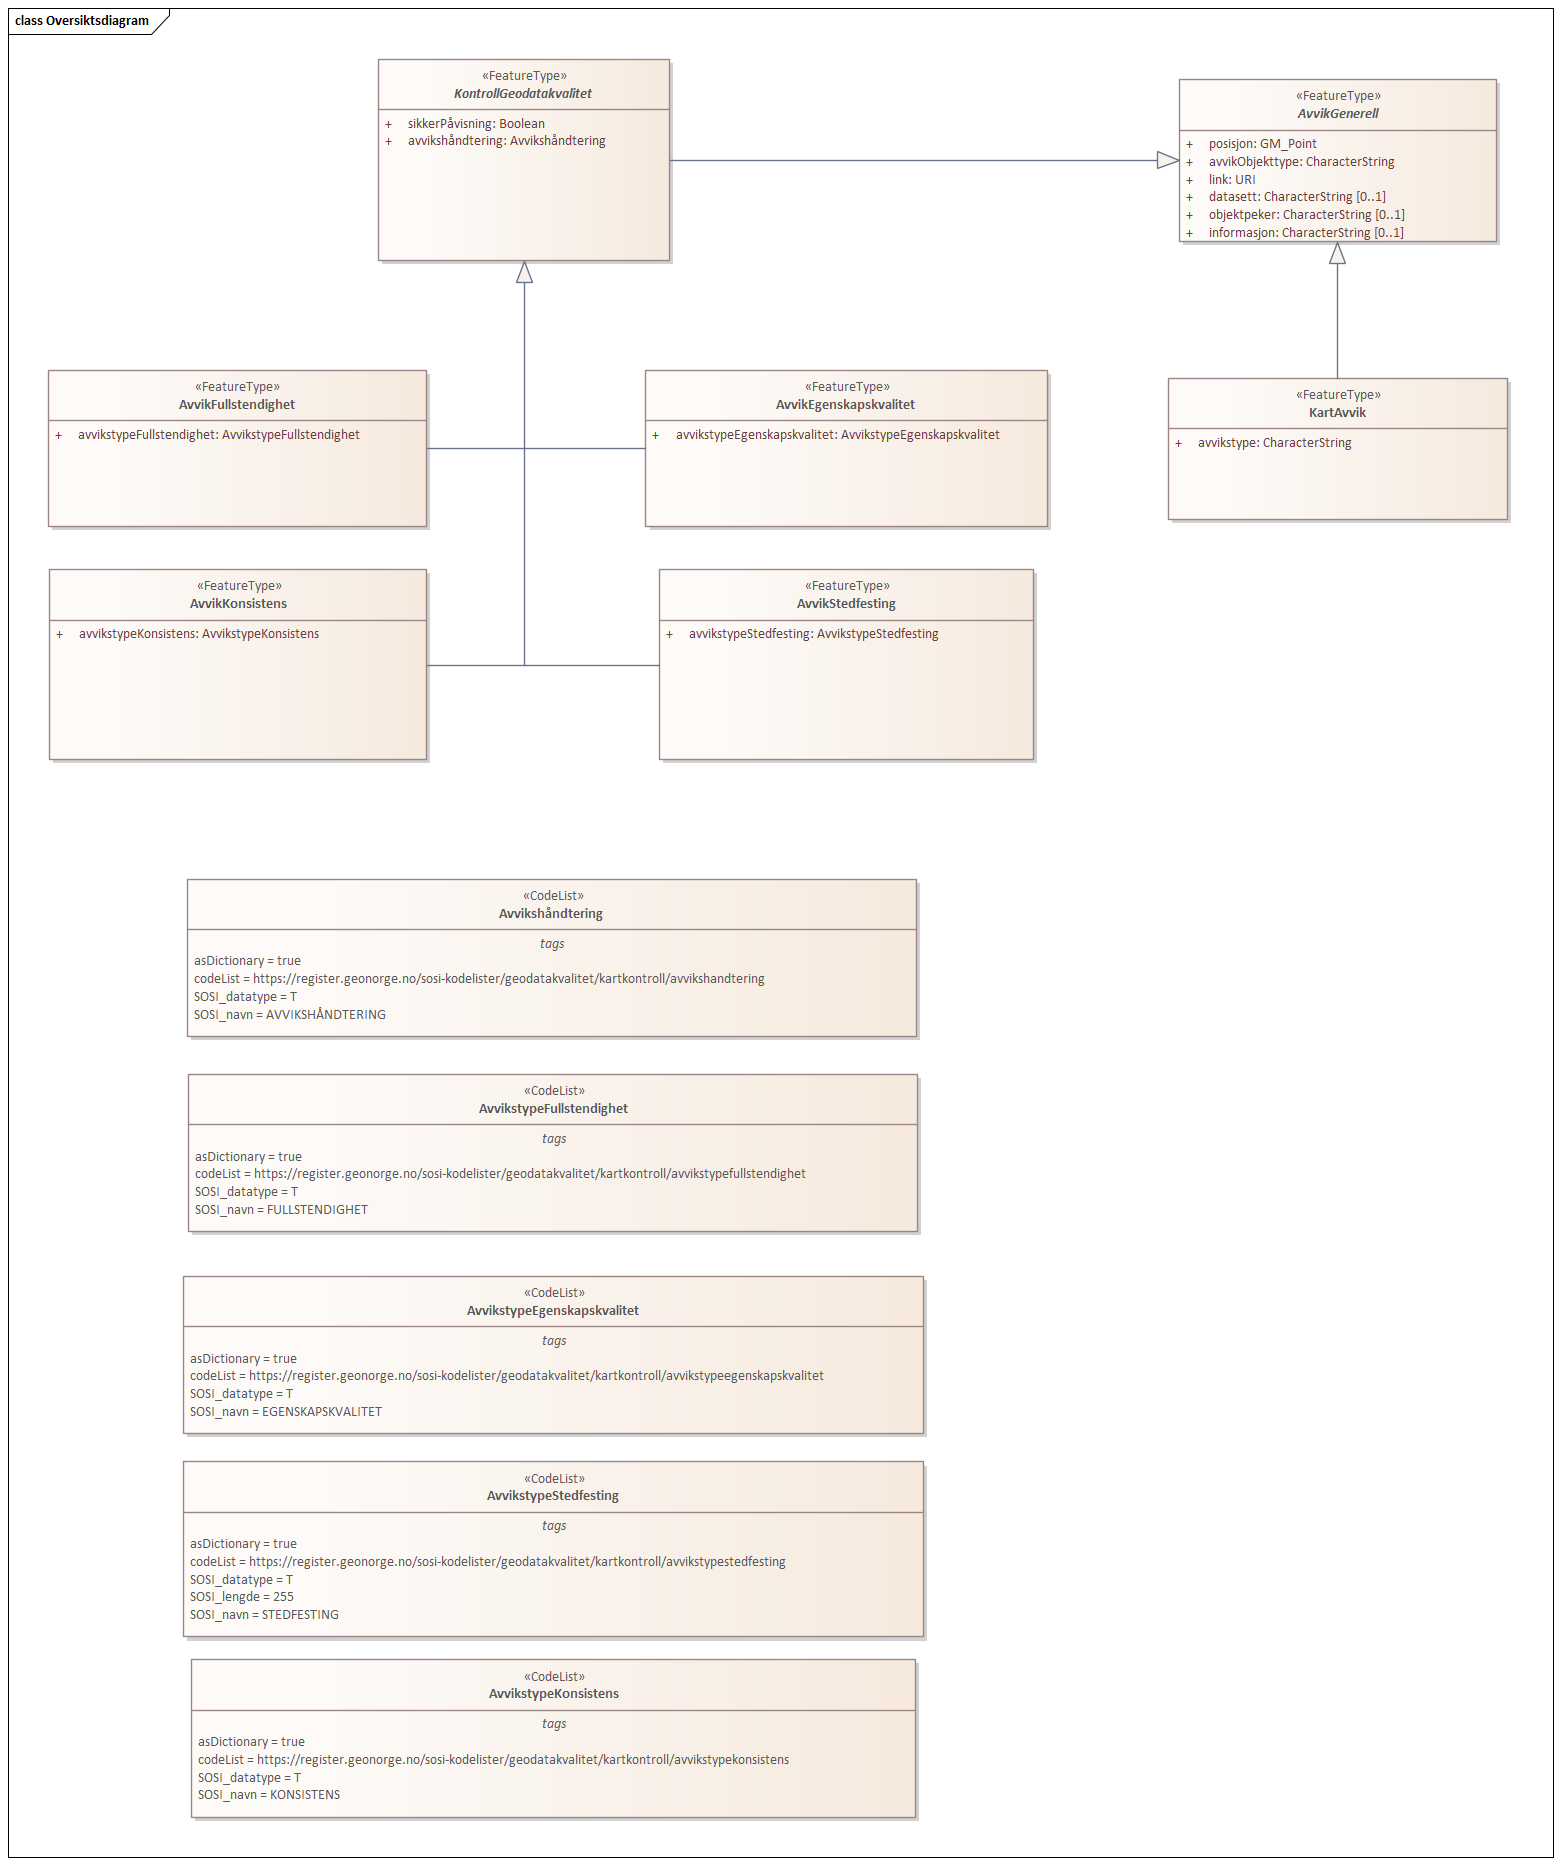 class Oversiktsdiagram
«FeatureType»
KontrollGeodatakvalitet
+ sikkerPåvisning: Boolean
+ avvikshåndtering: Avvikshåndtering
«FeatureType»
AvvikGenerell
+ posisjon: GM_Point
+ avvikObjekttype: CharacterString
+ link: URI
+ datasett: CharacterString [0..1]
+ objektpeker: CharacterString [0..1]
+ informasjon: CharacterString [0..1]
«FeatureType»
AvvikFullstendighet
+ avvikstypeFullstendighet: AvvikstypeFullstendighet
«FeatureType»
AvvikEgenskapskvalitet
+ avvikstypeEgenskapskvalitet: AvvikstypeEgenskapskvalitet
«FeatureType»
KartAvvik
+ avvikstype: CharacterString
«FeatureType»
AvvikKonsistens
+ avvikstypeKonsistens: AvvikstypeKonsistens
«FeatureType»
AvvikStedfesting
+ avvikstypeStedfesting: AvvikstypeStedfesting
«CodeList»
Avvikshåndtering
tags
asDictionary = true
codeList = https://register.geonorge.no/sosi-kodelister/geodatakvalitet/kartkontroll/avvikshandtering
SOSI_datatype = T
SOSI_navn = AVVIKSHÅNDTERING
«CodeList»
AvvikstypeFullstendighet
tags
asDictionary = true
codeList = https://register.geonorge.no/sosi-kodelister/geodatakvalitet/kartkontroll/avvikstypefullstendighet
SOSI_datatype = T
SOSI_navn = FULLSTENDIGHET
«CodeList»
AvvikstypeEgenskapskvalitet
tags
asDictionary = true
codeList = https://register.geonorge.no/sosi-kodelister/geodatakvalitet/kartkontroll/avvikstypeegenskapskvalitet
SOSI_datatype = T
SOSI_navn = EGENSKAPSKVALITET
«CodeList»
AvvikstypeStedfesting
tags
asDictionary = true
codeList = https://register.geonorge.no/sosi-kodelister/geodatakvalitet/kartkontroll/avvikstypestedfesting
SOSI_datatype = T
SOSI_lengde = 255
SOSI_navn = STEDFESTING
«CodeList»
AvvikstypeKonsistens
tags
asDictionary = true
codeList = https://register.geonorge.no/sosi-kodelister/geodatakvalitet/kartkontroll/avvikstypekonsistens
SOSI_datatype = T
SOSI_navn = KONSISTENS